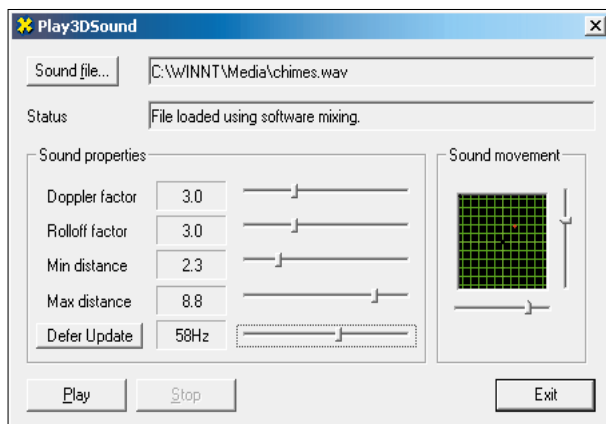 Play3DSound
Sound file... C:\WINNT\Media\chimes.wav
Status File loaded using software mixing.
Sound properties
Doppler factor 3.0
Rolloff factor 3.0
Min distance 2.3
Max distance 8.8
Defer Update 58Hz
Sound movement
Play Stop Exit